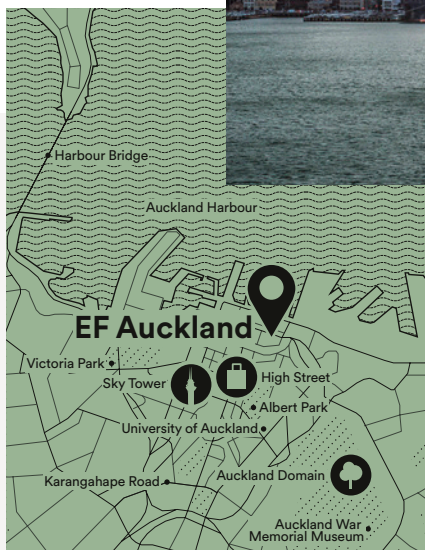 Harbour Bridge
Auckland Harbour
EF Auckland
Victoria Park
Sky Tower
High Street
Albert Park
University of Auckland
Auckland Domain
Karangahape Road
Auckland War
Memorial Museum